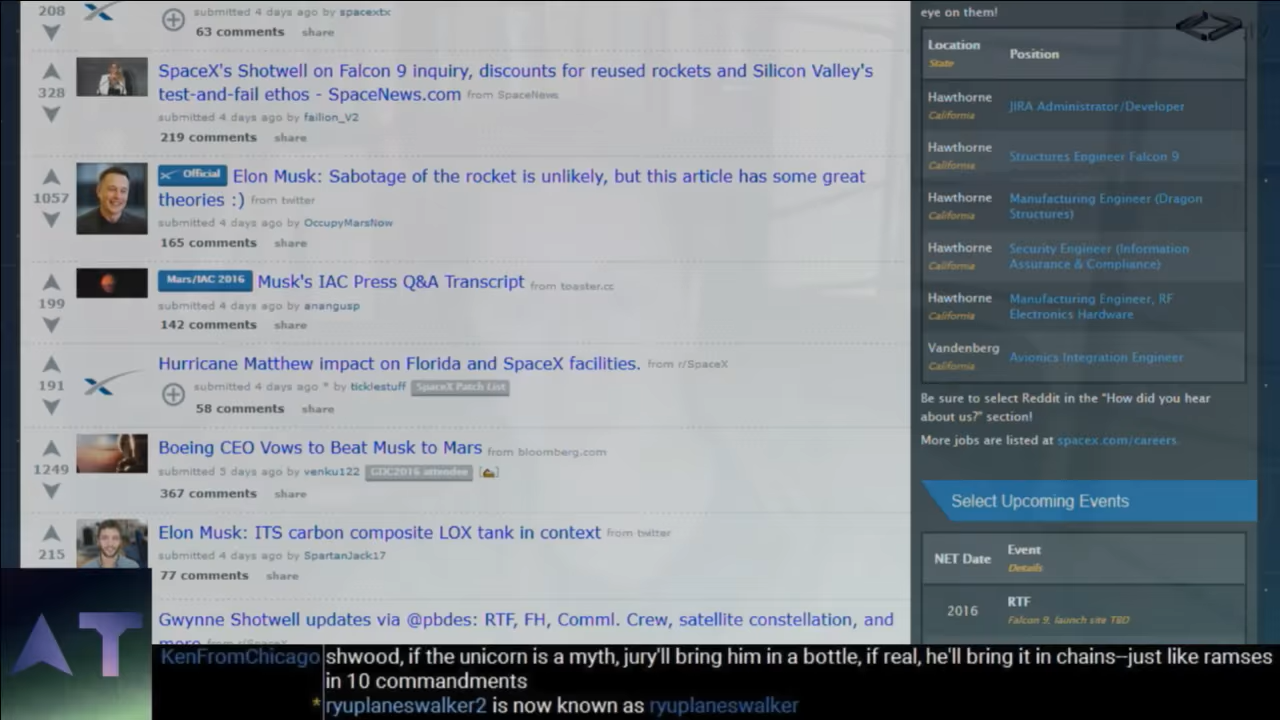 208
submitted 4 days ago by spacextx
63 comments share
328
SpaceX's Shotwell on Falcon 9 inquiry, discounts for reused rockets and Silicon Valley's
test-and-fail ethos - SpaceNews.com from SpaceNews
submitted 4 days ago by failion_V2
219 comments share
1057
Official Elon Musk: Sabotage of the rocket is unlikely, but this article has some great
theories :) from twitter
submitted 4 days ago by OccupyMarsNow
165 comments share
199
Mars/IAC 2016 Musk's IAC Press Q&A Transcript from toaster.cc
submitted 4 days ago by anangusp
142 comments share
191
Hurricane Matthew impact on Florida and SpaceX facilities. from r/SpaceX
submitted 4 days ago * by ticklestuff SpaceX Patch List
58 comments share
1249
Boeing CEO Vows to Beat Musk to Mars from bloomberg.com
submitted 5 days ago by venku122 GDC2016 attendee
367 comments share
215
Elon Musk: ITS carbon composite LOX tank in context from twitter
submitted 4 days ago by SpartanJack17
77 comments share
Gwynne Shotwell updates via @pbdes: RTF, FH, Comml. Crew, satellite constellation, and
more from r/SpaceX
eye on them!
Location Position
State
Hawthorne JIRA Administrator/Developer
California
Hawthorne Structures Engineer Falcon 9
California
Hawthorne Manufacturing Engineer (Dragon
California Structures)
Hawthorne Security Engineer (Information
California Assurance & Compliance)
Hawthorne Manufacturing Engineer, RF
California Electronics Hardware
Vandenberg Avionics Integration Engineer
California
Be sure to select Reddit in the "How did you hear
about us?" section!
More jobs are listed at spacex.com/careers.
Select Upcoming Events
NET Date Event
Details
2016 RTF
Falcon 9, launch site TBD
AT
KenFromChicago shwood, if the unicorn is a myth, jury'll bring him in a bottle, if real, he'll bring it in chains--just like ramses
in 10 commandments
* ryuplaneswalker2 is now known as ryuplaneswalker